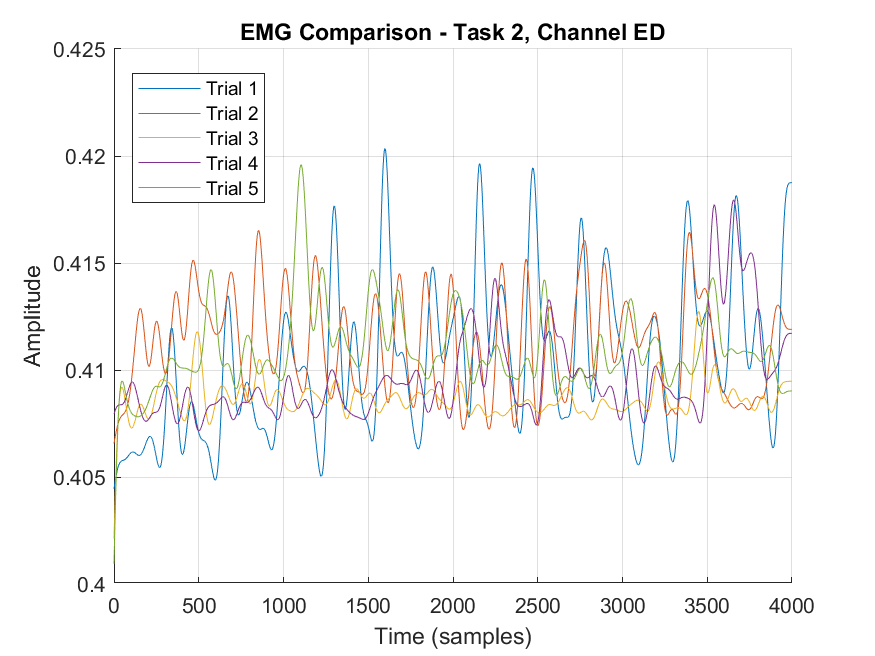 EMG Comparison - Task 2, Channel ED
0.425
0.42
0.415
0.41
0.405
0.4
Amplitude
Trial 1
Trial 2
Trial 3
Trial 4
Trial 5
0 500 1000 1500 2000 2500 3000 3500 4000
Time (samples)